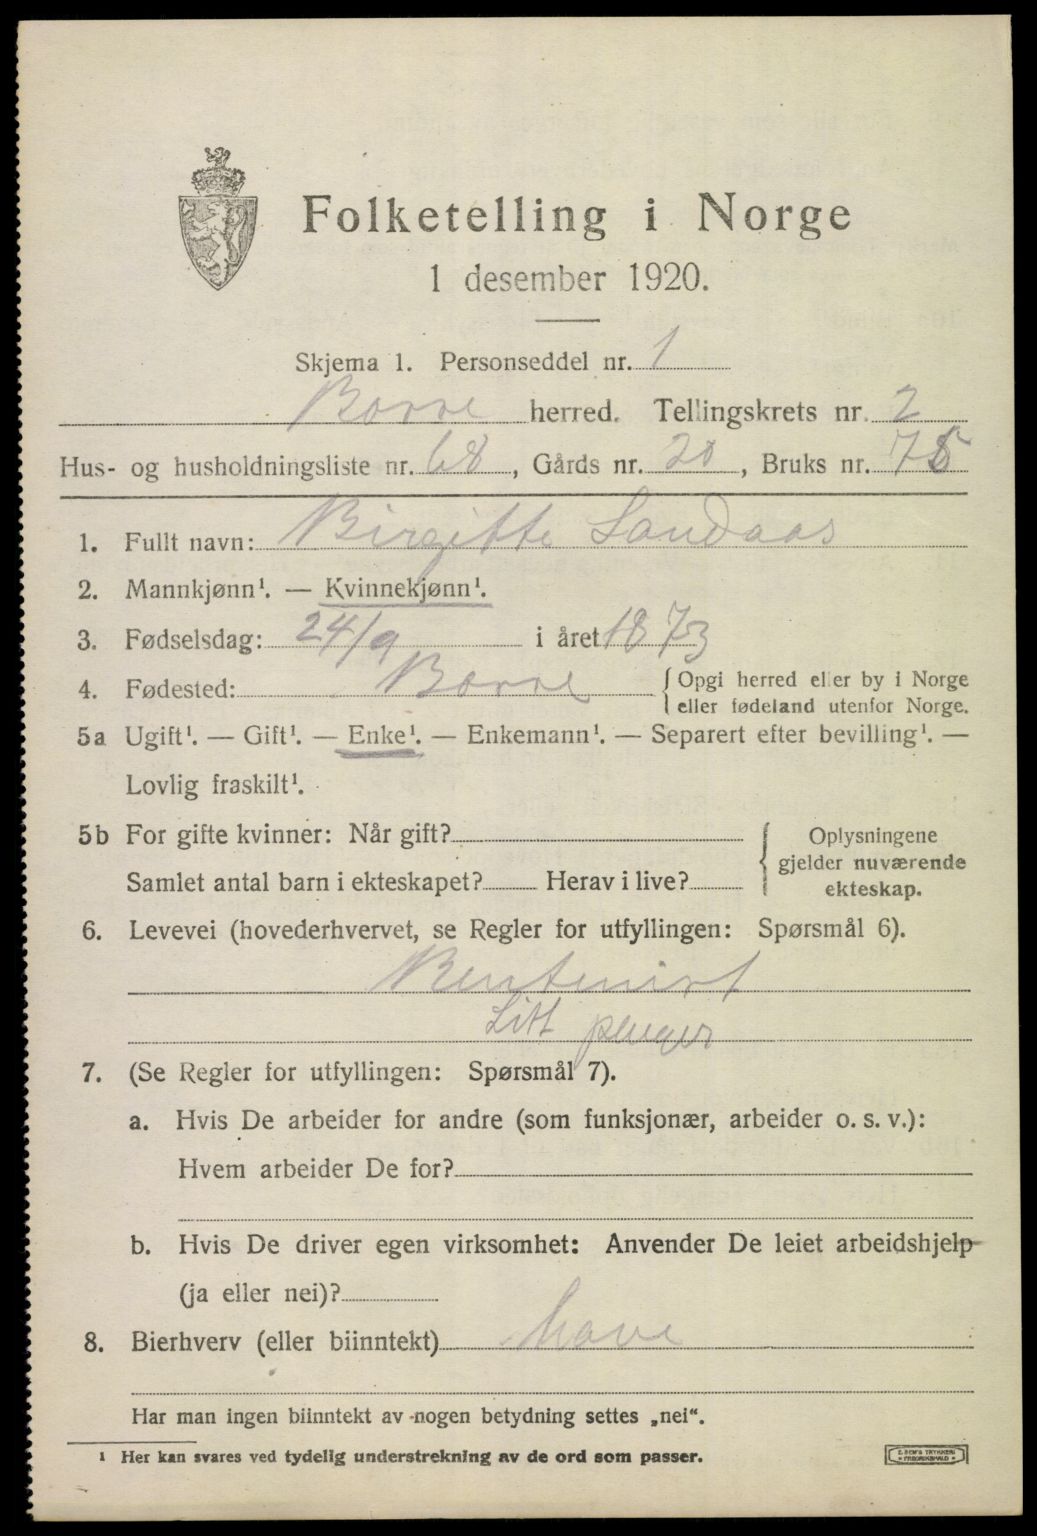 Folketelling i Norge
1 desember 1920.
Skjema 1. Personseddel nr. 1
Borre herred. Tellingskrets nr. 2
Hus- og husholdningsliste nr. 68, Gårds nr. 20, Bruks nr. 75
1. Fullt navn: Birgitte Sandaas
2. Mannkjønn¹. — Kvinnekjønn¹.
3. Fødselsdag: 24/9 i året 1873
4. Fødested: Borre { Opgi herred eller by i Norge
eller fødeland utenfor Norge.
5a Ugift¹. — Gift¹. — Enke¹. — Enkemann¹. — Separert efter bevilling¹. —
Lovlig fraskilt¹.
5b For gifte kvinner: Når gift?
Samlet antal barn i ekteskapet? Herav i live?
Oplysningene
gjelder nuværende
ekteskap.
6. Levevei (hovederhvervet, se Regler for utfyllingen: Spørsmål 6).
Rentenist
Litt penger
7. (Se Regler for utfyllingen: Spørsmål 7).
a. Hvis De arbeider for andre (som funksjonær, arbeider o. s. v.):
Hvem arbeider De for?
b. Hvis De driver egen virksomhet: Anvender De leiet arbeidshjelp
(ja eller nei)?
8. Bierhverv (eller biinntekt) have
Har man ingen biinntekt av nogen betydning settes „nei“.
¹ Her kan svares ved tydelig understrekning av de ord som passer.